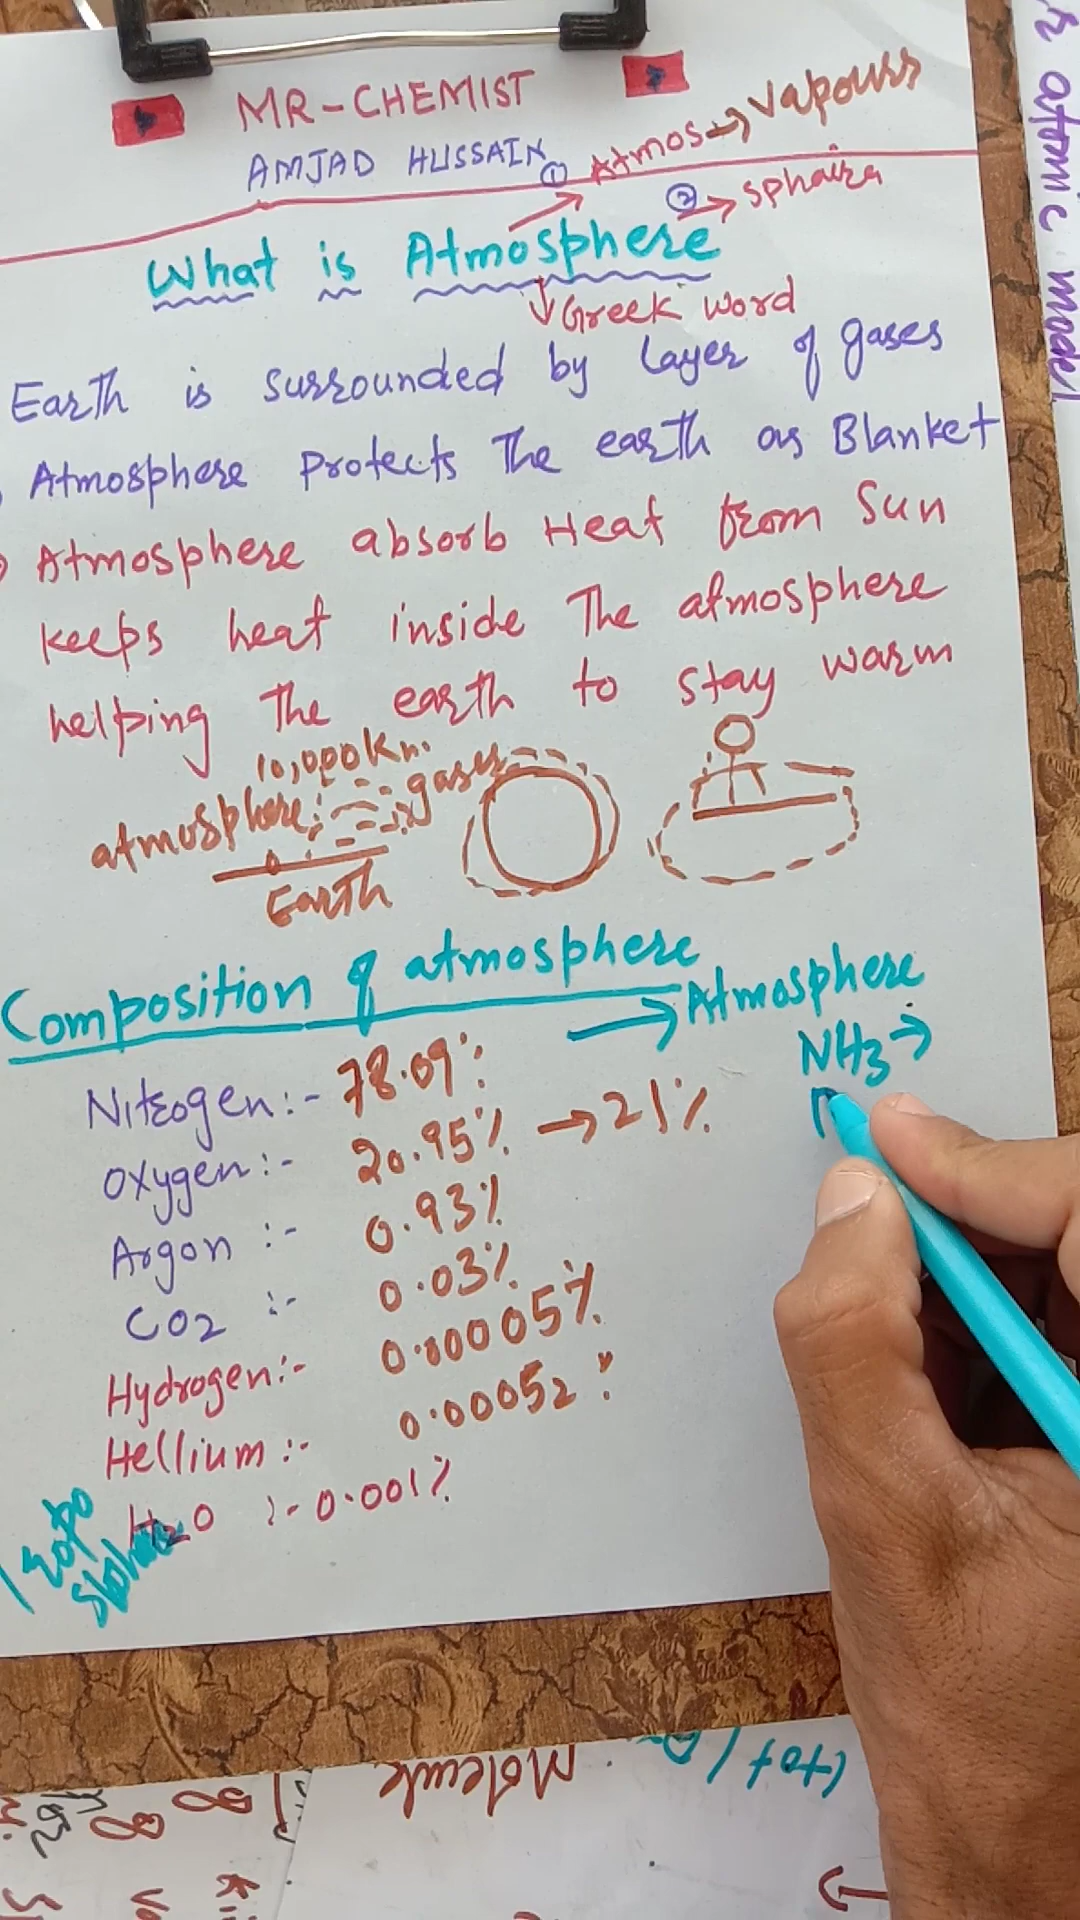 MR-CHEMIST
AMJAD HUSSAIN
① Atmos → Vapours
② → sphaira
What is Atmosphere
↓ Greek word
Earth is surrounded by layer of gases
Atmosphere protects The earth as Blanket
Atmosphere absorb Heat from Sun
keeps heat inside The atmosphere
helping The earth to stay warm
10,000Km.
atmosphere gases
Earth
Composition of atmosphere
→ Atmosphere
NH3 →
Nitrogen:- 78.09%
Oxygen:- 20.95% → 21%
Argon :- 0.93%
CO2 :- 0.03%
Hydrogen:- 0.00005%
Hellium:- 0.00052%
H2O :- 0.001%
r atomic model
Molecule